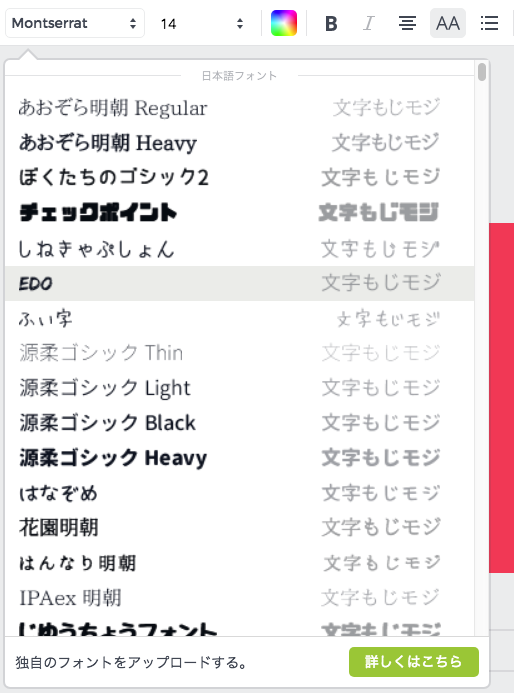 Montserrat 14 B I AA
日本語フォント
あおぞら明朝 Regular 文字もじモジ
あおぞら明朝 Heavy 文字もじモジ
ぼくたちのゴシック2 文字もじモジ
チェックポイント 文字もじモジ
しねきゃぷしょん 文字もじモジ
EDO 文字もじモジ
ふい字 文字もじモジ
源柔ゴシック Thin 文字もじモジ
源柔ゴシック Light 文字もじモジ
源柔ゴシック Black 文字もじモジ
源柔ゴシック Heavy 文字もじモジ
はなぞめ 文字もじモジ
花園明朝 文字もじモジ
はんなり明朝 文字もじモジ
IPAex 明朝 文字もじモジ
じゆうちょうフォント 文字もじモジ
独自のフォントをアップロードする。 詳しくはこちら